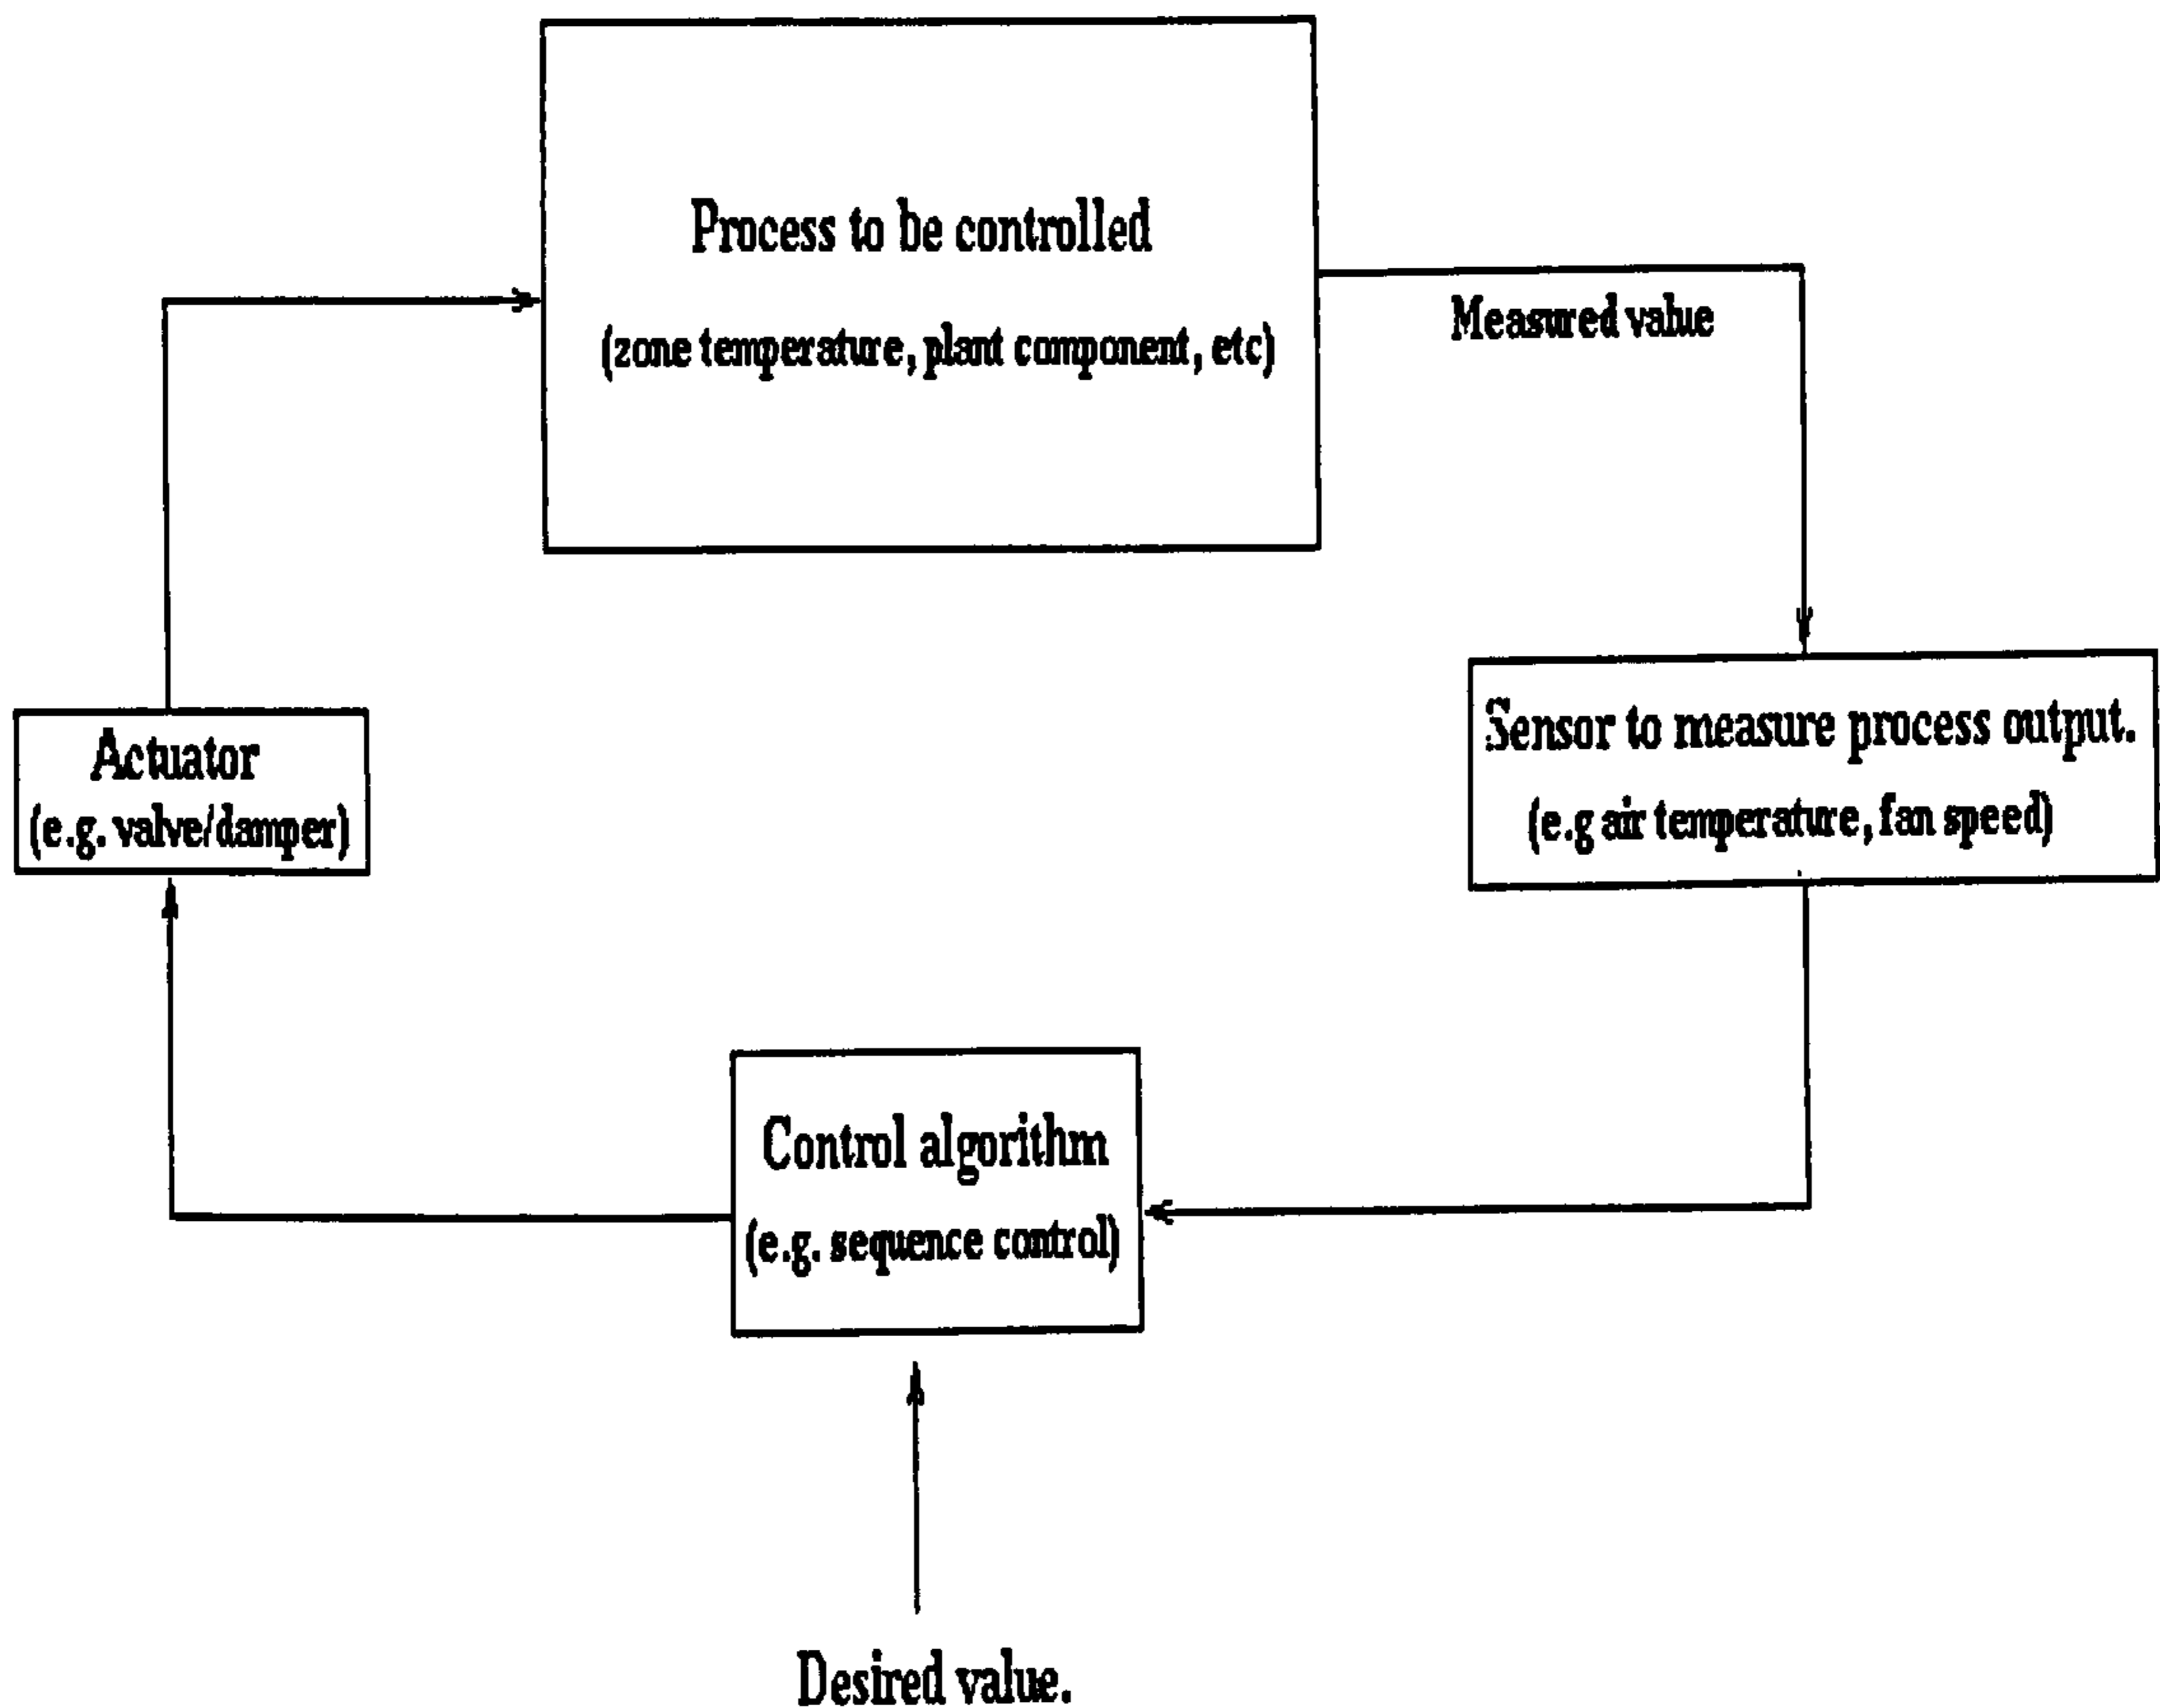 Process to be controlled
(zone temperature, plant component, etc)
Measured value
Sensor to measure process output.
(e.g air temperature, fan speed)
Actuator
(e.g. valve/damper)
Control algorithm
(e.g. sequence control)
Desired value.